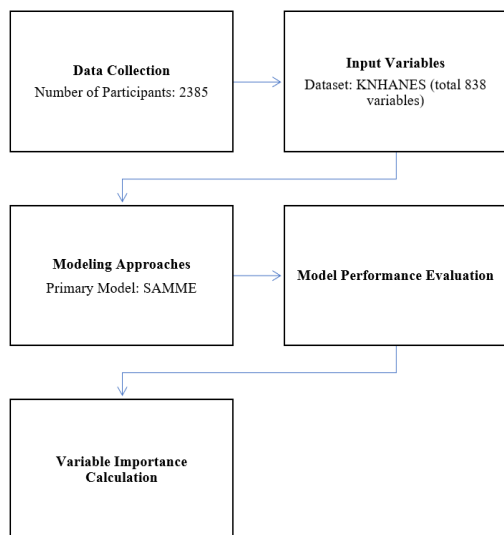 Data Collection
Number of Participants: 2385
Input Variables
Dataset: KNHANES (total 838
variables)
Modeling Approaches
Primary Model: SAMME
Model Performance Evaluation
Variable Importance
Calculation